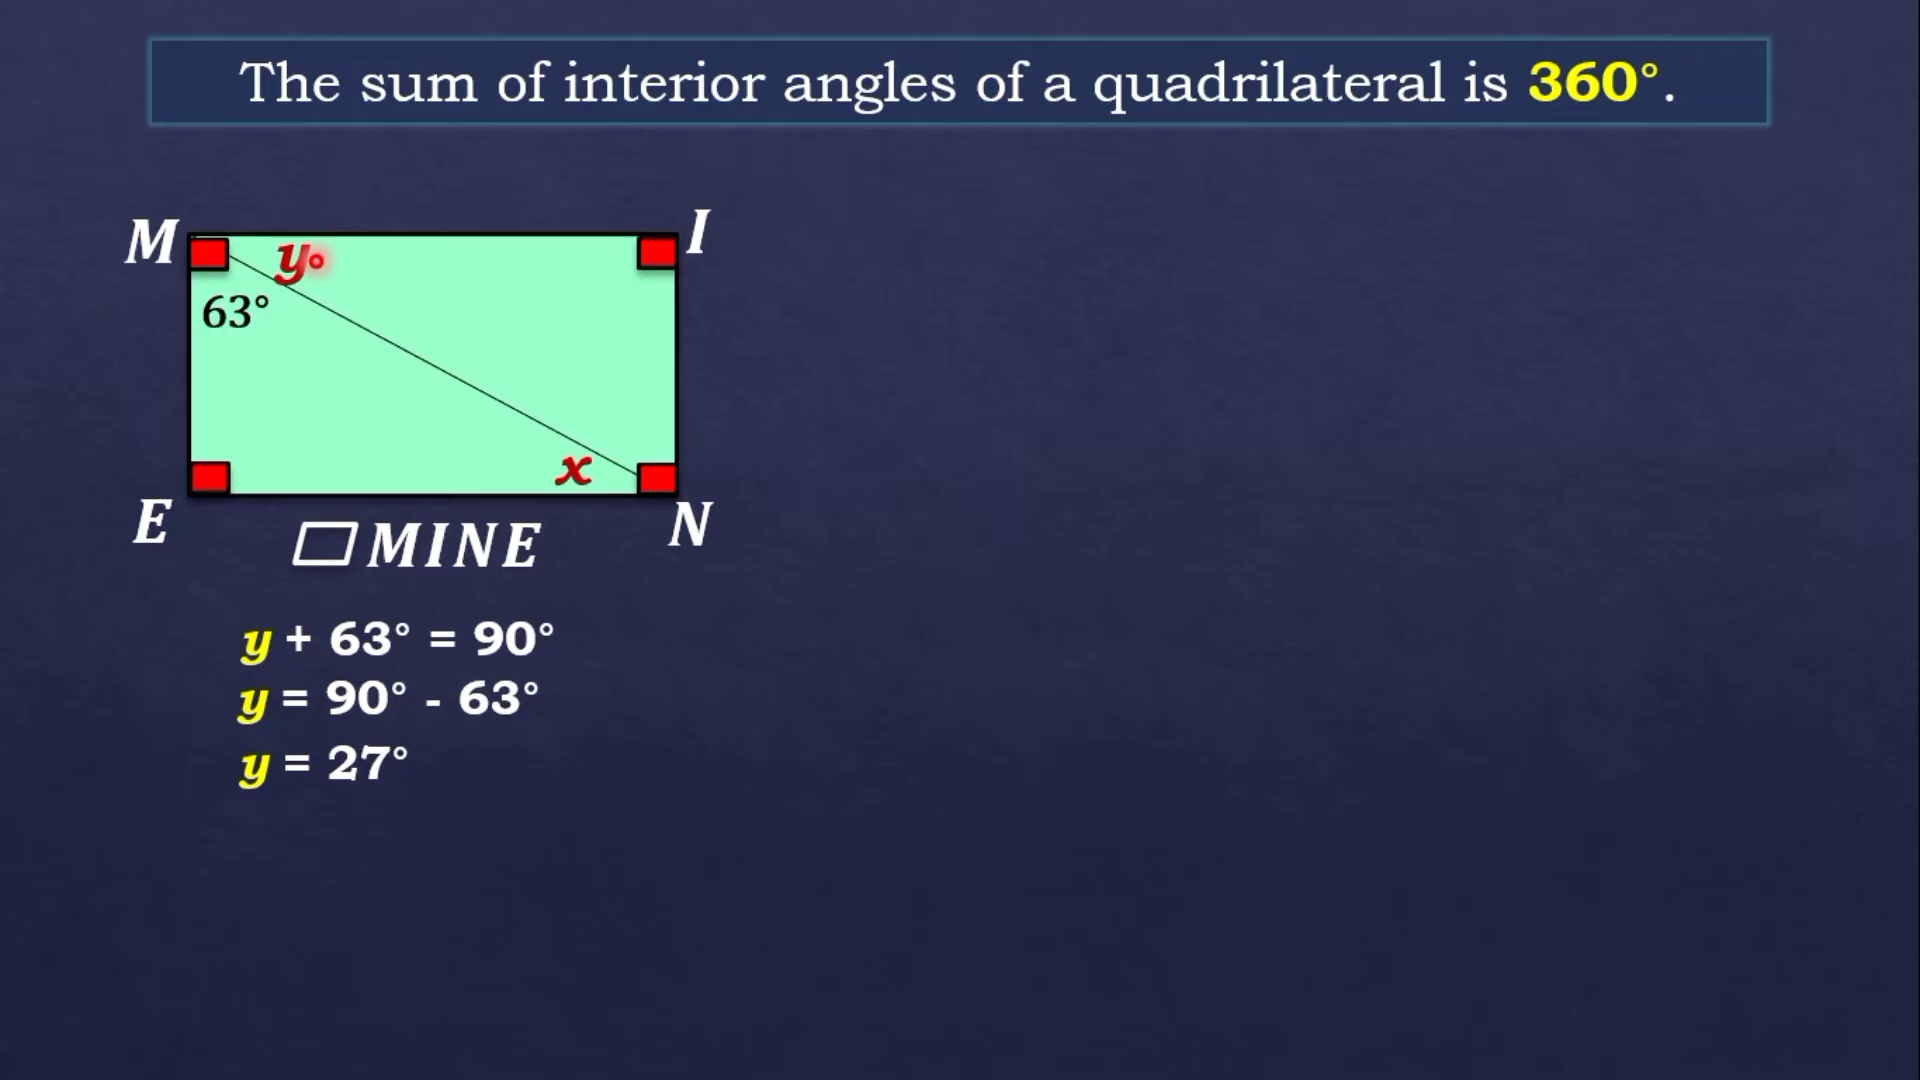 The sum of interior angles of a quadrilateral is 360°.
M
I
y
63°
x
E
N
▱MINE
y + 63° = 90°
y = 90° - 63°
y = 27°